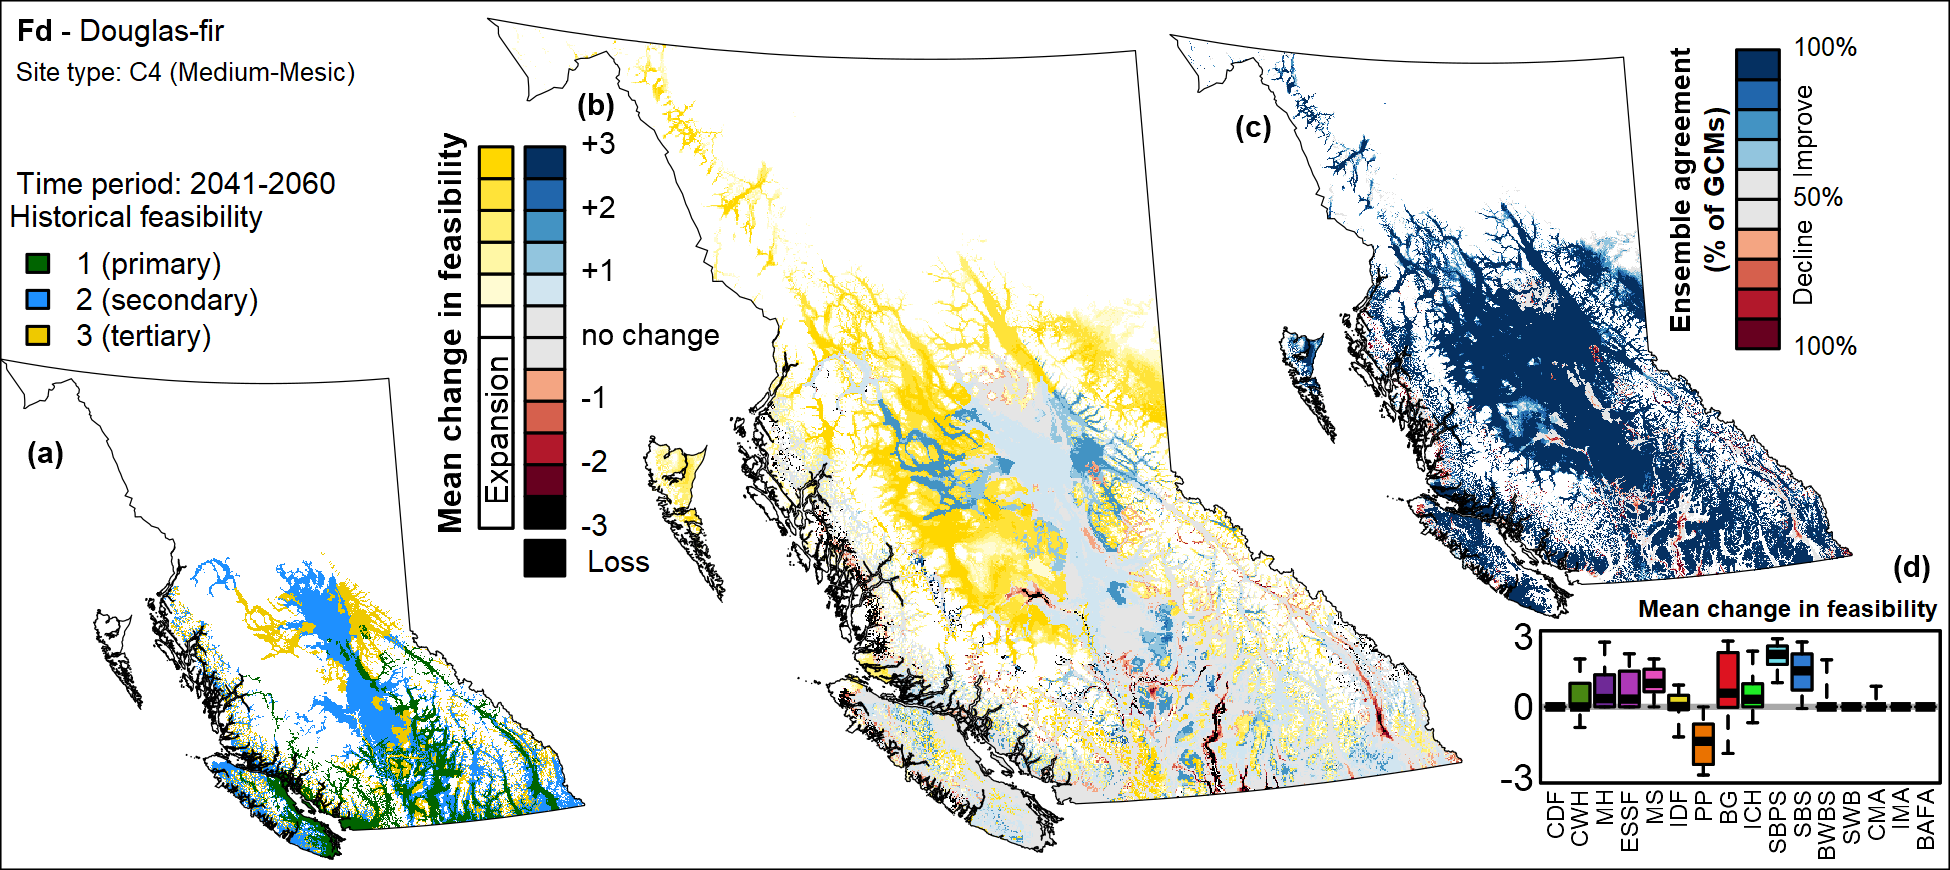 Fd - Douglas-fir
Site type: C4 (Medium-Mesic)
Time period: 2041-2060
Historical feasibility
1 (primary)
2 (secondary)
3 (tertiary)
(a)
(b)
Mean change in feasibility
Expansion
+3
+2
+1
no change
-1
-2
-3
Loss
(c)
Ensemble agreement
(% of GCMs)
100%
Improve
50%
Decline
100%
(d)
Mean change in feasibility
3
0
-3
CDF
CWH
MH
ESSF
MS
IDF
PP
BG
ICH
SBPS
SBS
BWBS
SWB
CMA
IMA
BAFA